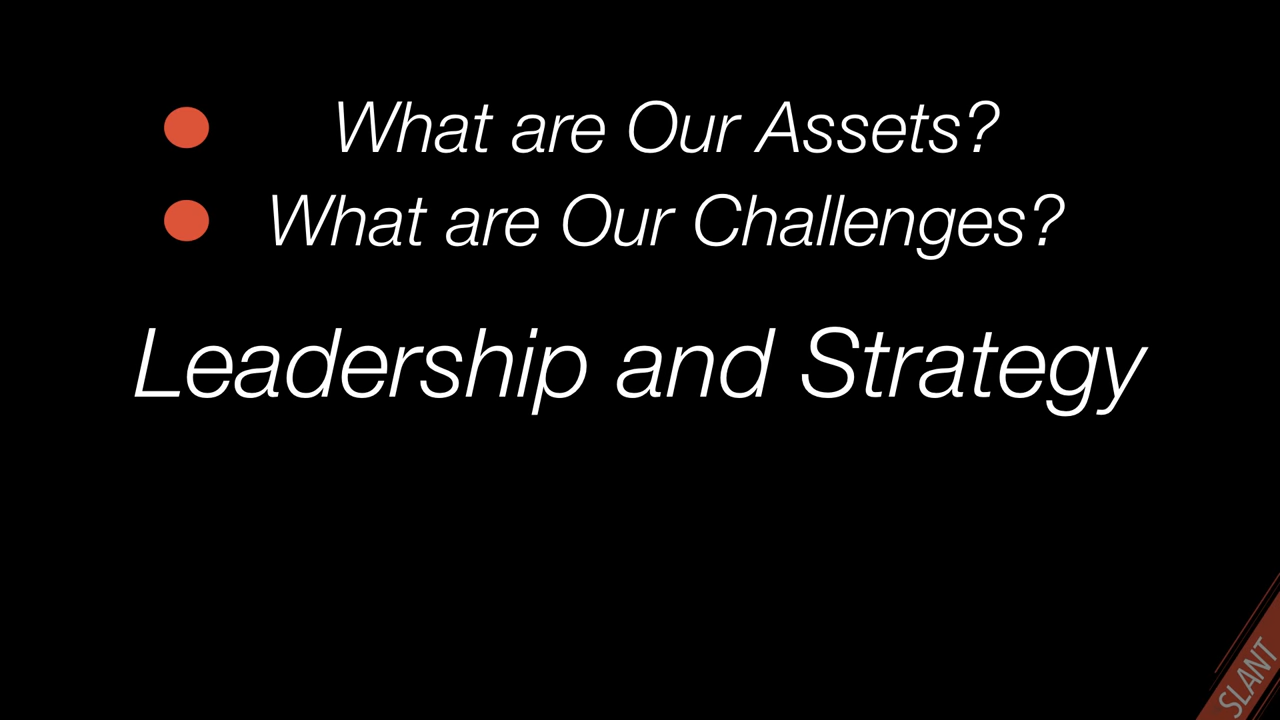 What are Our Assets?
What are Our Challenges?
Leadership and Strategy
SLANT